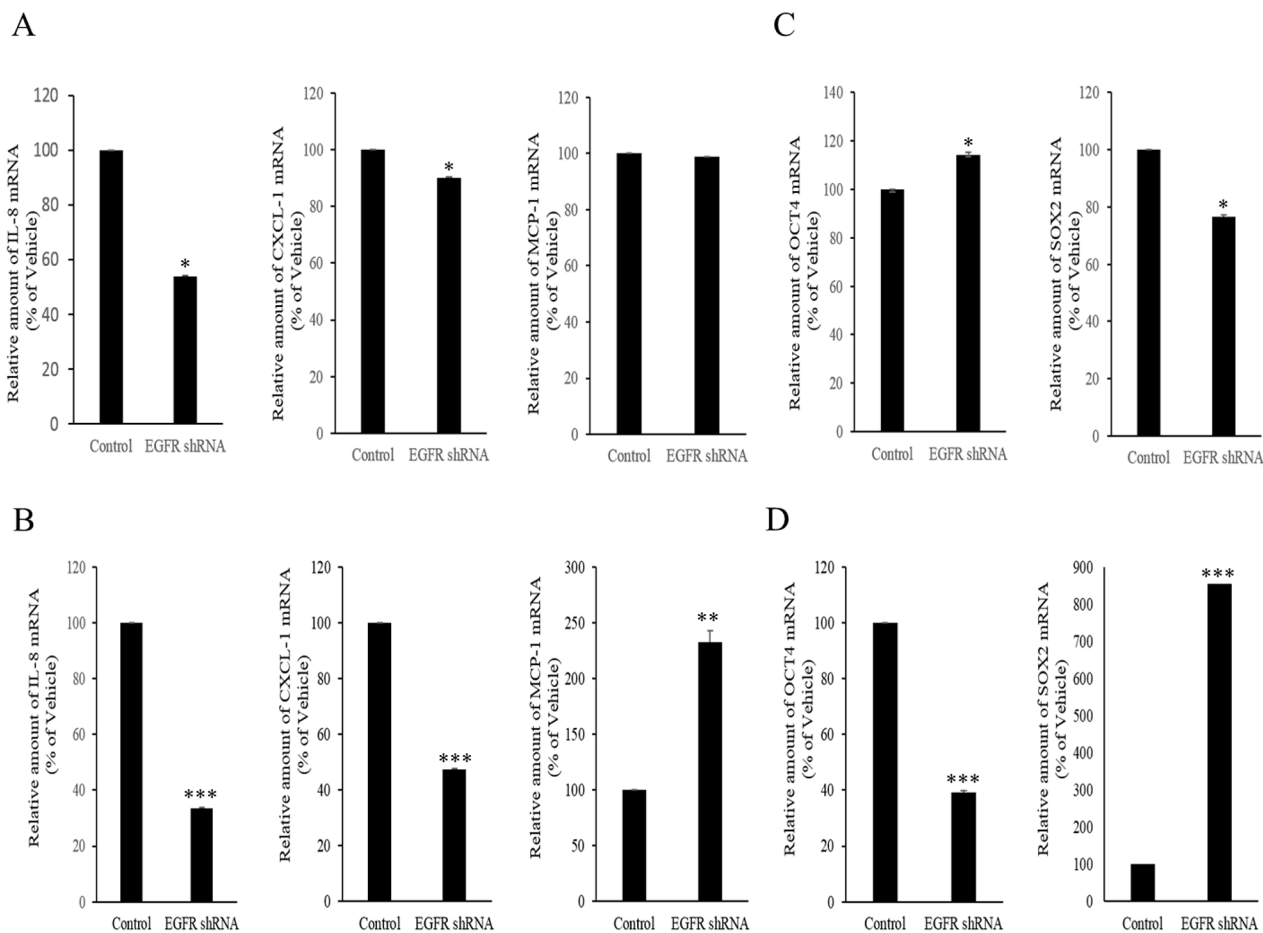 A
Relative amount of IL-8 mRNA
(% of Vehicle)
120
100
80
60
40
20
0
*
Control EGFR shRNA
Relative amount of CXCL-1 mRNA
(% of Vehicle)
120
100
80
60
40
20
0
*
Control EGFR shRNA
Relative amount of MCP-1 mRNA
(% of Vehicle)
120
100
80
60
40
20
0
Control EGFR shRNA
C
Relative amount of OCT4 mRNA
(% of Vehicle)
140
120
100
80
60
40
20
0
*
Control EGFR shRNA
Relative amount of SOX2 mRNA
(% of Vehicle)
120
100
80
60
40
20
0
*
Control EGFR shRNA
B
Relative amount of IL-8 mRNA
(% of Vehicle)
120
100
80
60
40
20
0
***
Control EGFR shRNA
Relative amount of CXCL-1 mRNA
(% of Vehicle)
120
100
80
60
40
20
0
***
Control EGFR shRNA
Relative amount of MCP-1 mRNA
(% of Vehicle)
300
250
200
150
100
50
0
**
Control EGFR shRNA
D
Relative amount of OCT4 mRNA
(% of Vehicle)
120
100
80
60
40
20
0
***
Control EGFR shRNA
Relative amount of SOX2 mRNA
(% of Vehicle)
900
800
700
600
500
400
300
200
100
0
***
Control EGFR shRNA